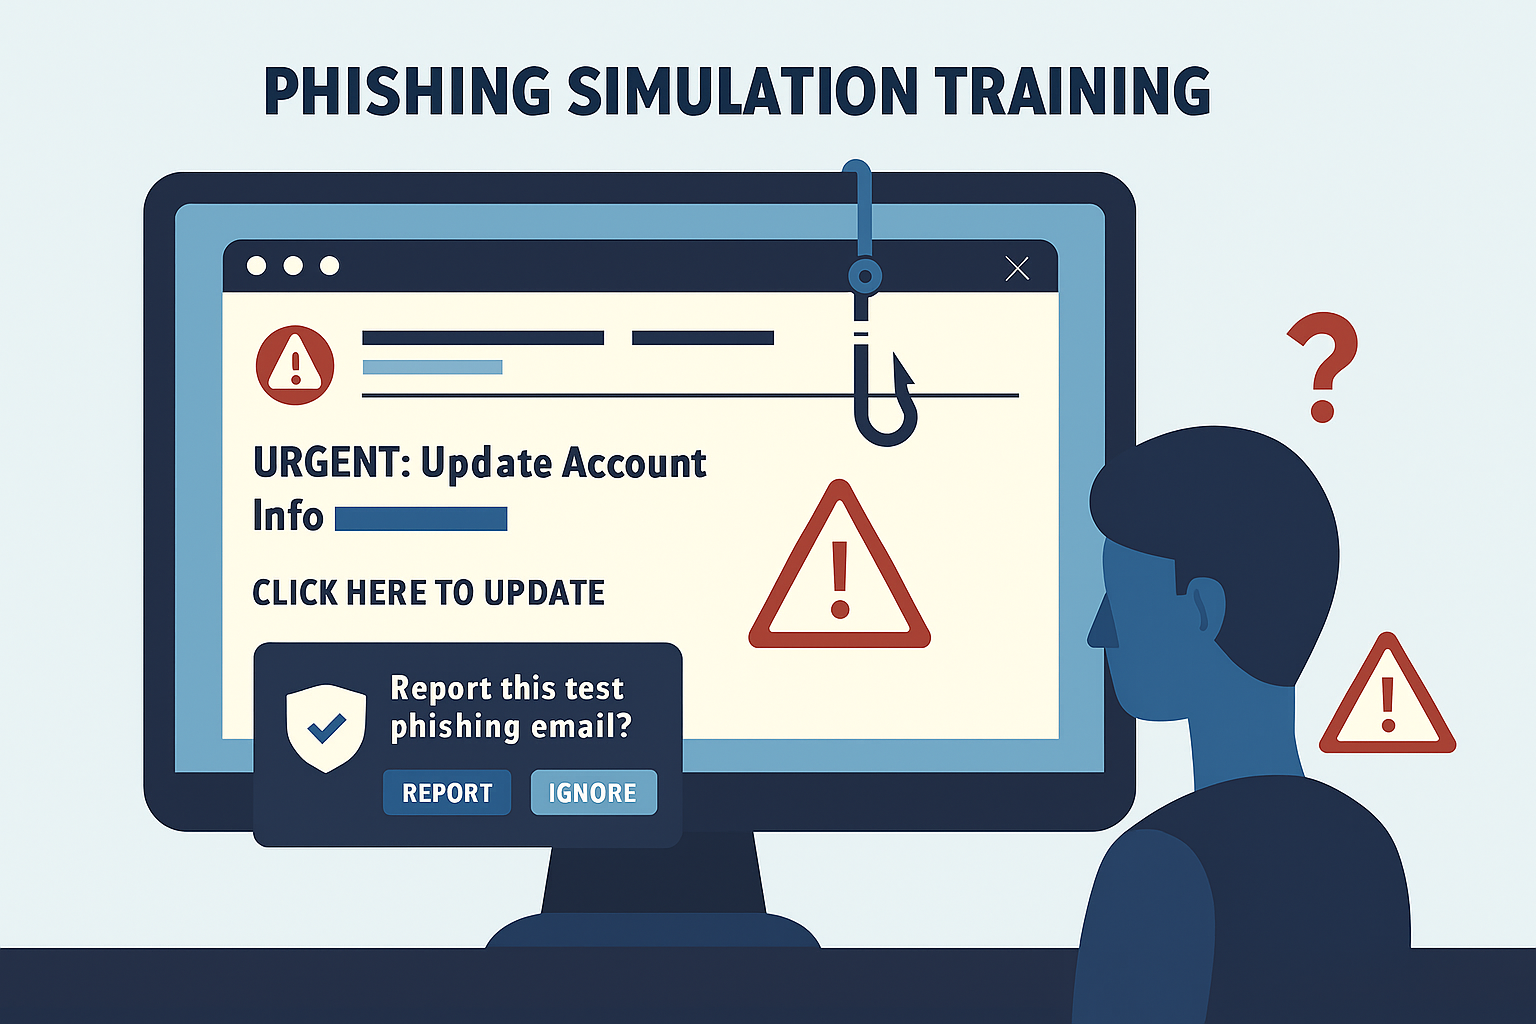 PHISHING SIMULATION TRAINING
URGENT: Update Account
Info
CLICK HERE TO UPDATE
Report this test
phishing email?
REPORT
IGNORE